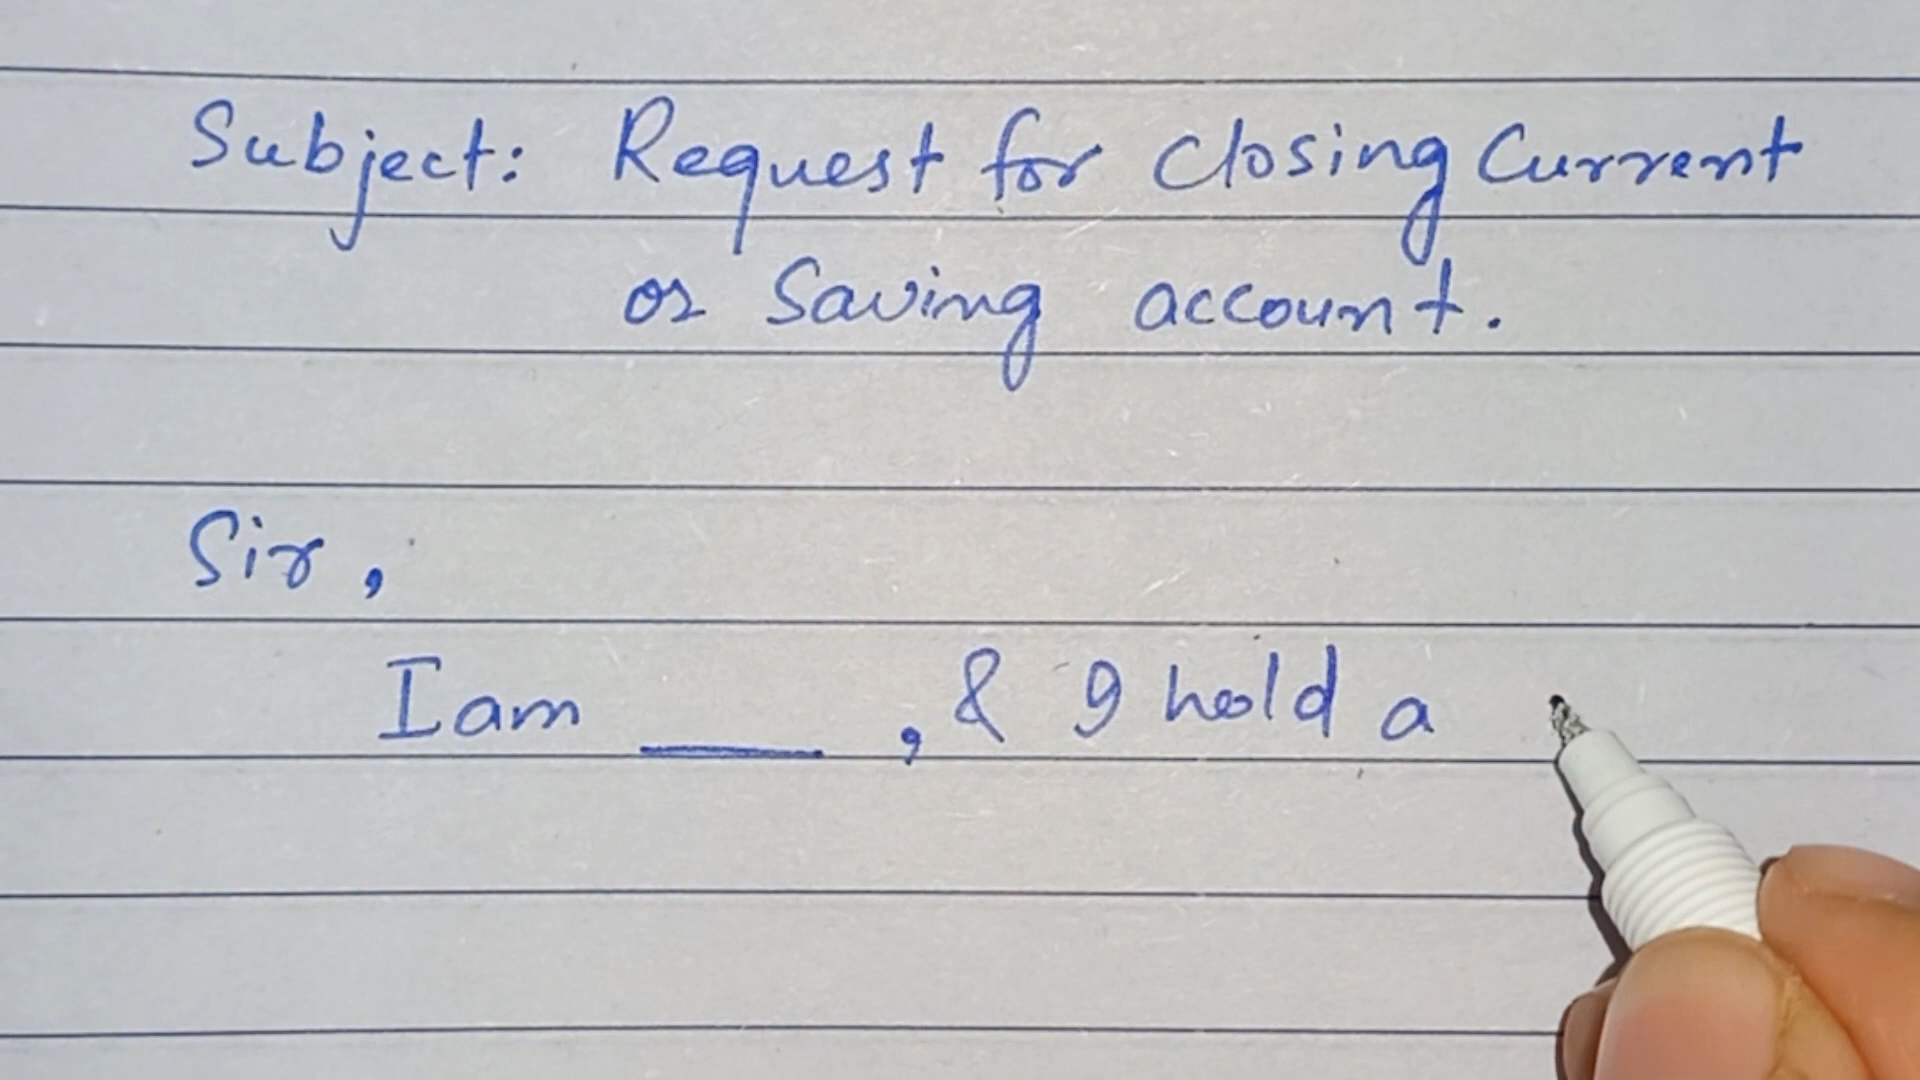 Subject: Request for closing Current
or Saving account.
Sir,
I am ____, & I hold a